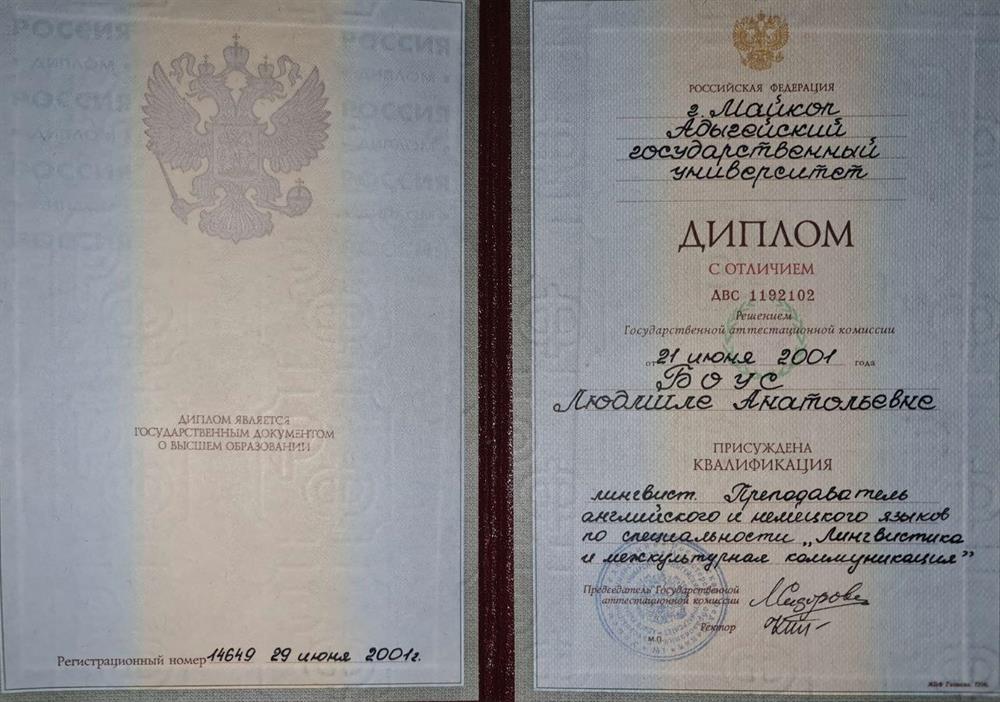 ДИПЛОМ ЯВЛЯЕТСЯ
ГОСУДАРСТВЕННЫМ ДОКУМЕНТОМ
О ВЫСШЕМ ОБРАЗОВАНИИ
Регистрационный номер 14649 29 июня 2001г.
РОССИЙСКАЯ ФЕДЕРАЦИЯ
г. Майкоп
Адыгейский
государственный
университет
ДИПЛОМ
С ОТЛИЧИЕМ
ДВС 1192102
Решением
Государственной аттестационной комиссии
от 21 июня 2001 года
Боус
Людмиле Анатольевне
ПРИСУЖДЕНА
КВАЛИФИКАЦИЯ
лингвист. Преподаватель
английского и немецкого языков
по специальности „Лингвистика
и межкультурная коммуникация”
Председатель Государственной
аттестационной комиссии
Ректор
М.П.